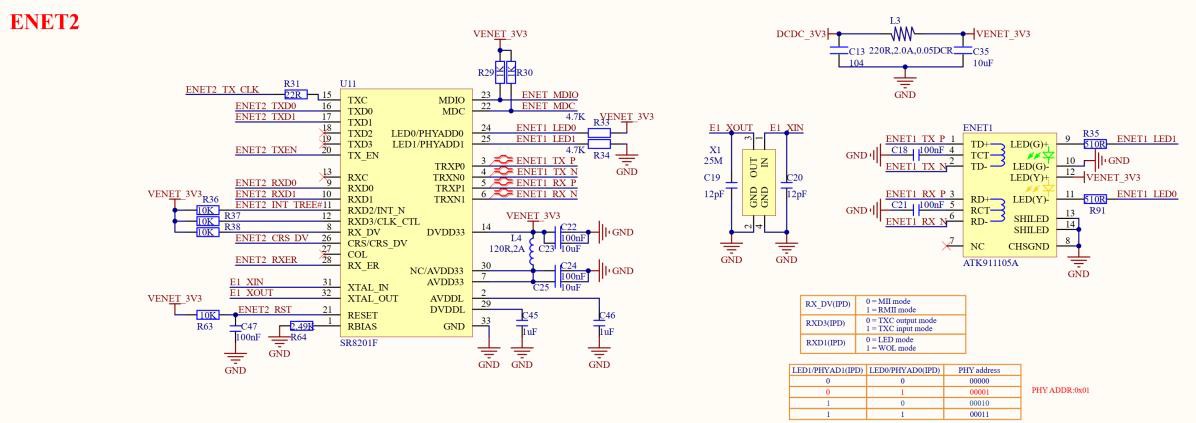 ENET2
VENET_3V3
R29 1K 1K R30
ENET2_TX_CLK R31 22R 15 TXC
ENET2_TXD0 16 TXD0
ENET2_TXD1 17 TXD1
18 TXD2
19 TXD3
ENET2_TXEN 20 TX_EN
13 RXC
ENET2_RXD0 9 RXD0
ENET2_RXD1 10 RXD1
R36 10K ENET2_INT_TREE# 11 RXD2/INT_N
R37 10K 12 RXD3/CLK_CTL
R38 10K 8 RX_DV
VENET_3V3
ENET2_CRS_DV 26 CRS/CRS_DV
27 COL
ENET2_RXER 28 RX_ER
E1_XIN 31 XTAL_IN
E1_XOUT 32 XTAL_OUT
VENET_3V3 R63 10K ENET2_RST 21 RESET
R64 2.49K 1 RBIAS
C47 100nF
GND
GND
U11
SR8201F
MDIO 23 ENET_MDIO
MDC 22 ENET_MDC
4.7K R33 VENET_3V3
LED0/PHYADD0 24 ENET1_LED0
LED1/PHYADD1 25 ENET1_LED1
4.7K R34 GND
TRXP0 3 ENET1_TX_P
TRXN0 4 ENET1_TX_N
TRXP1 5 ENET1_RX_P
TRXN1 6 ENET1_RX_N
VENET_3V3
DVDD33 14
L4 120R,2A
C22 100nF GND
C23 10uF
NC/AVDD33 30
AVDD33 7
C24 100nF GND
C25 10uF
AVDDL 2
DVDDL 29
GND 33
C45 1uF
C46 1uF
GND
GND
GND
L3
DCDC_3V3 VENET_3V3
C13 104
220R,2.0A,0.05DCR
C35 10uF
GND
E1_XOUT E1_XIN
X1 25M
3 1
OUT IN
GND GND
2 4
C19 12pF
C20 12pF
GND
GND
ENET1
ENET1_TX_P 1 TD+
GND C18 100nF 4 TCT
ENET1_TX_N 2 TD-
ENET1_RX_P 3 RD+
GND C21 100nF 5 RCT
ENET1_RX_N 6 RD-
7 NC
LED(G)+ 9 R35 510R ENET1_LED1
LED(G)- 10 GND
LED(Y)+ 12 VENET_3V3
LED(Y)- 11 510R R91 ENET1_LED0
SHILED 13
SHILED 14
CHSGND 8
GND
ATK911105A
RX_DV(IPD) 0 = MII mode
1 = RMII mode
RXD3(IPD) 0 = TXC output mode
1 = TXC input mode
RXD1(IPD) 0 = LED mode
1 = WOL mode
LED1/PHYAD1(IPD) LED0/PHYAD0(IPD) PHY address
0 0 00000
0 1 00001
1 0 00010
1 1 00011
PHY ADDR:0x01